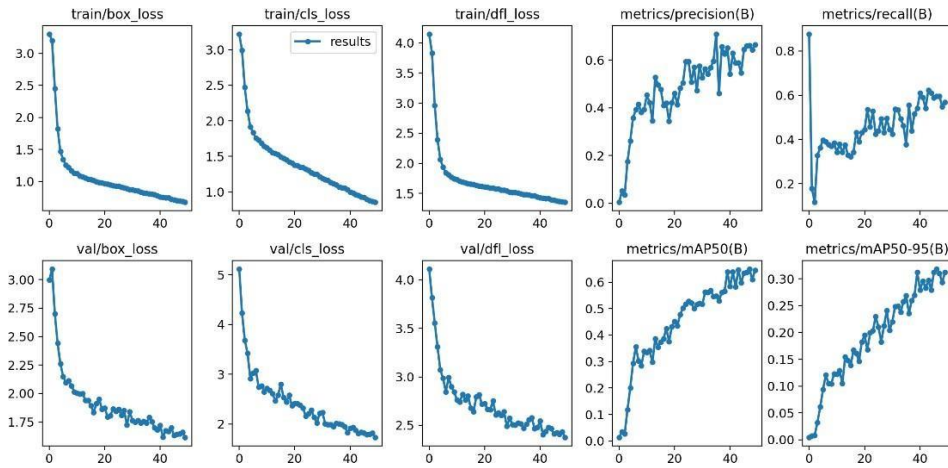 train/box_loss
train/cls_loss
train/dfl_loss
metrics/precision(B)
metrics/recall(B)
3.0
2.5
2.0
1.5
1.0
0 20 40
results
3.0
2.5
2.0
1.5
1.0
0 20 40
4.0
3.5
3.0
2.5
2.0
1.5
0 20 40
0.6
0.4
0.2
0.0
0 20 40
0.8
0.6
0.4
0.2
0 20 40
val/box_loss
val/cls_loss
val/dfl_loss
metrics/mAP50(B)
metrics/mAP50-95(B)
3.00
2.75
2.50
2.25
2.00
1.75
0 20 40
5
4
3
2
0 20 40
4.0
3.5
3.0
2.5
0 20 40
0.6
0.5
0.4
0.3
0.2
0.1
0.0
0 20 40
0.30
0.25
0.20
0.15
0.10
0.05
0.00
0 20 40